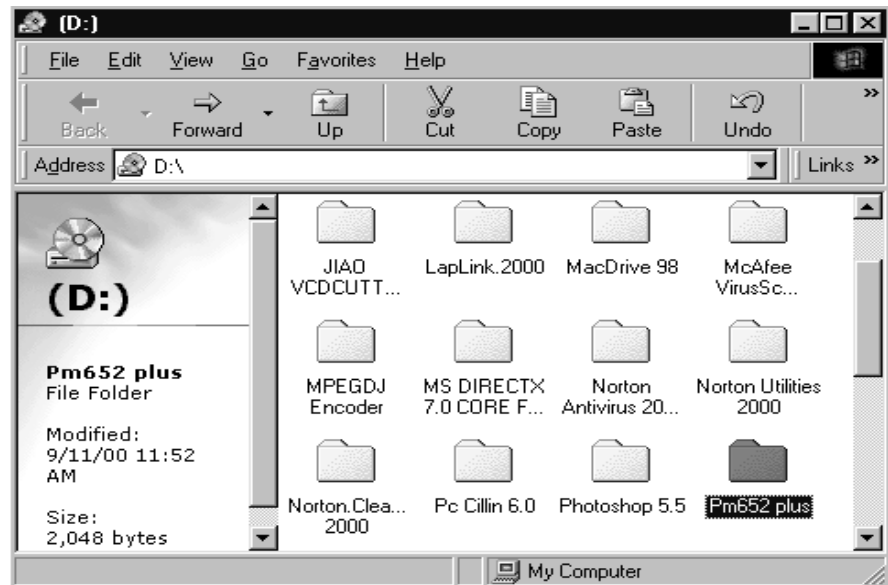 (D:)
File Edit View Go Favorites Help
Back Forward Up Cut Copy Paste Undo »
Address D:\ Links »
(D:)
Pm652 plus
File Folder
Modified:
9/11/00 11:52
AM
Size:
2,048 bytes
JIAO
VCDCUTT...
LapLink.2000
MacDrive 98
McAfee
VirusSc...
MPEGDJ
Encoder
MS DIRECTX
7.0 CORE F...
Norton
Antivirus 20...
Norton Utilities
2000
Norton.Clea...
2000
Pc Cillin 6.0
Photoshop 5.5
Pm652 plus
My Computer